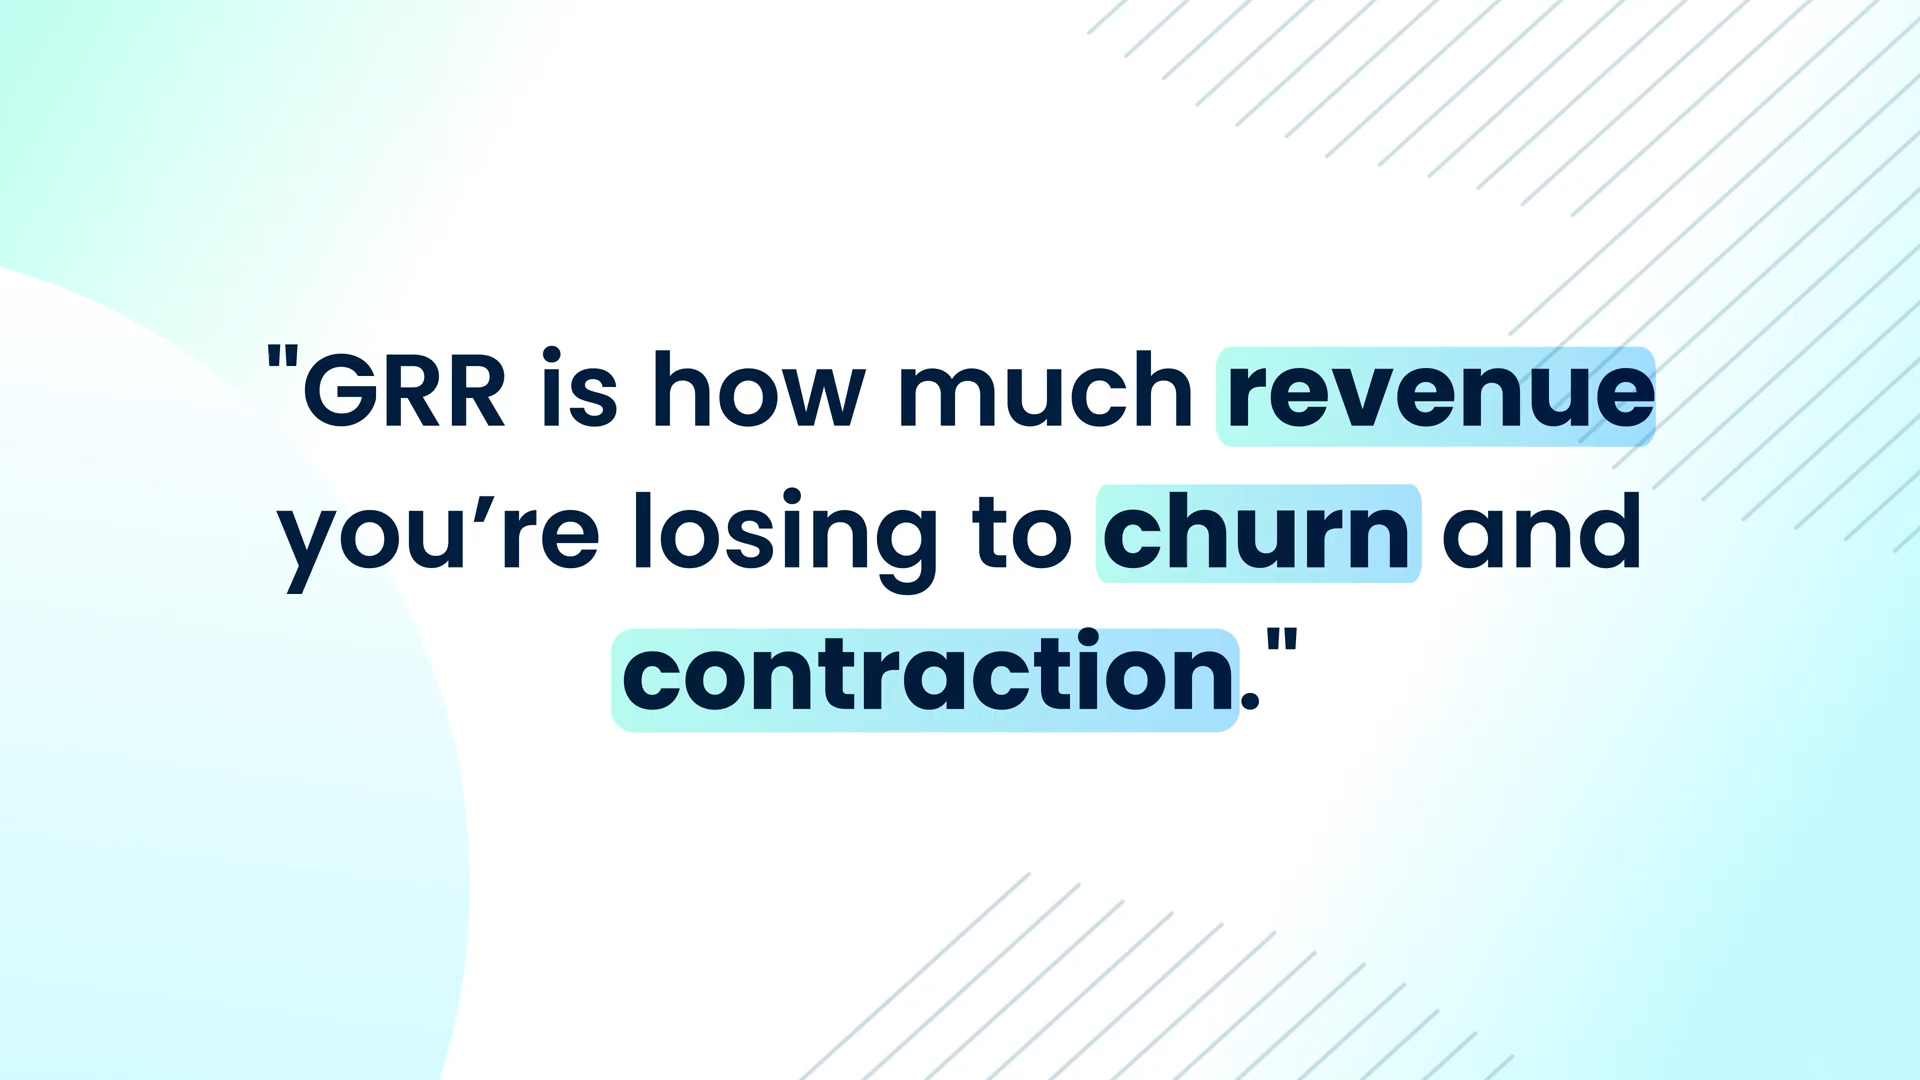 "GRR is how much revenue
you’re losing to churn and
contraction."